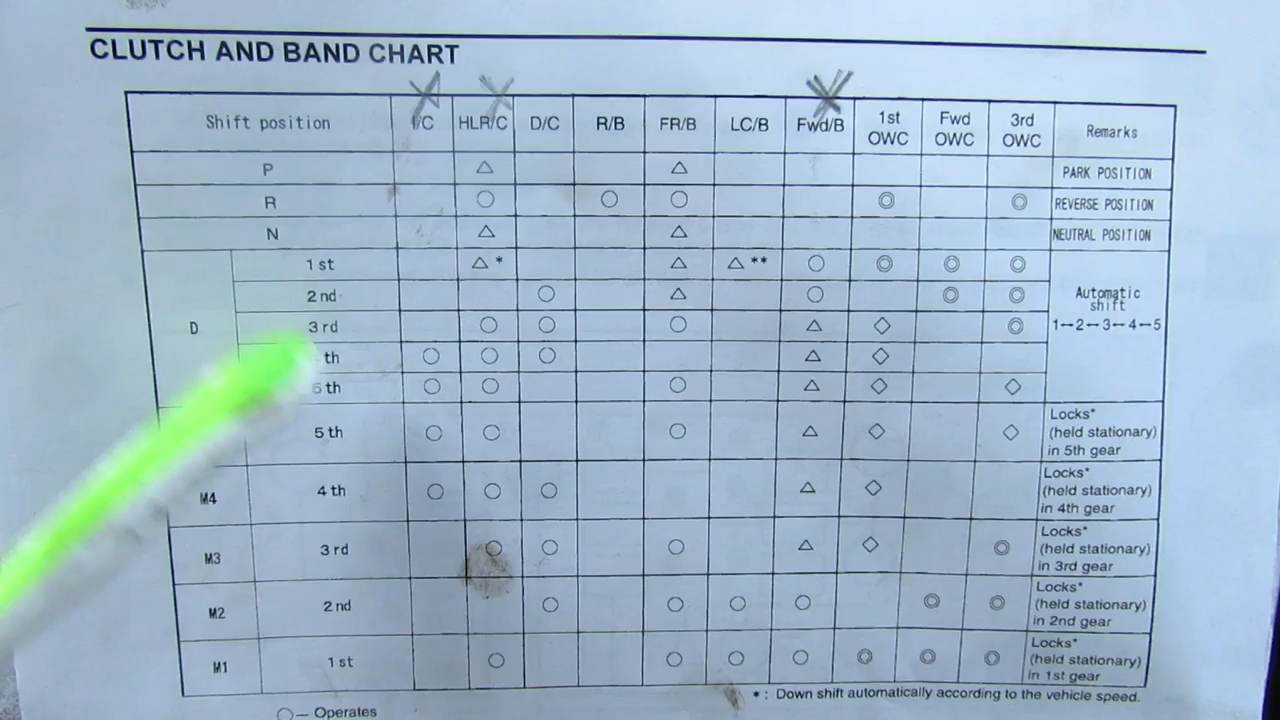 CLUTCH AND BAND CHART
Shift position I/C HLR/C D/C R/B FR/B LC/B Fwd/B 1st OWC Fwd OWC 3rd OWC Remarks
P △ △ PARK POSITION
R ○ ○ ○ ◎ ◎ REVERSE POSITION
N △ △ NEUTRAL POSITION
D
1st △* △ △** ○ ◎ ◎ ◎
2nd ○ △ ○ ◎ ◎
3rd ○ ○ ○ △ ◇ ◎
th ○ ○ ○ △ ◇
5th ○ ○ ○ △ ◇ ◇
Automatic
shift
1↔2↔3↔4↔5
5th ○ ○ ○ △ ◇ ◇
Locks*
(held stationary)
in 5th gear
M4 4th ○ ○ ○ △ ◇
Locks*
(held stationary)
in 4th gear
M3 3rd ○ ○ ○ △ ◇ ◎
Locks*
(held stationary)
in 3rd gear
M2 2nd ○ ○ ○ ○ ◎ ◎
Locks*
(held stationary)
in 2nd gear
M1 1st ○ ○ ○ ○ ◎ ◎ ◎
Locks*
(held stationary)
in 1st gear
*: Down shift automatically according to the vehicle speed.
○— Operates